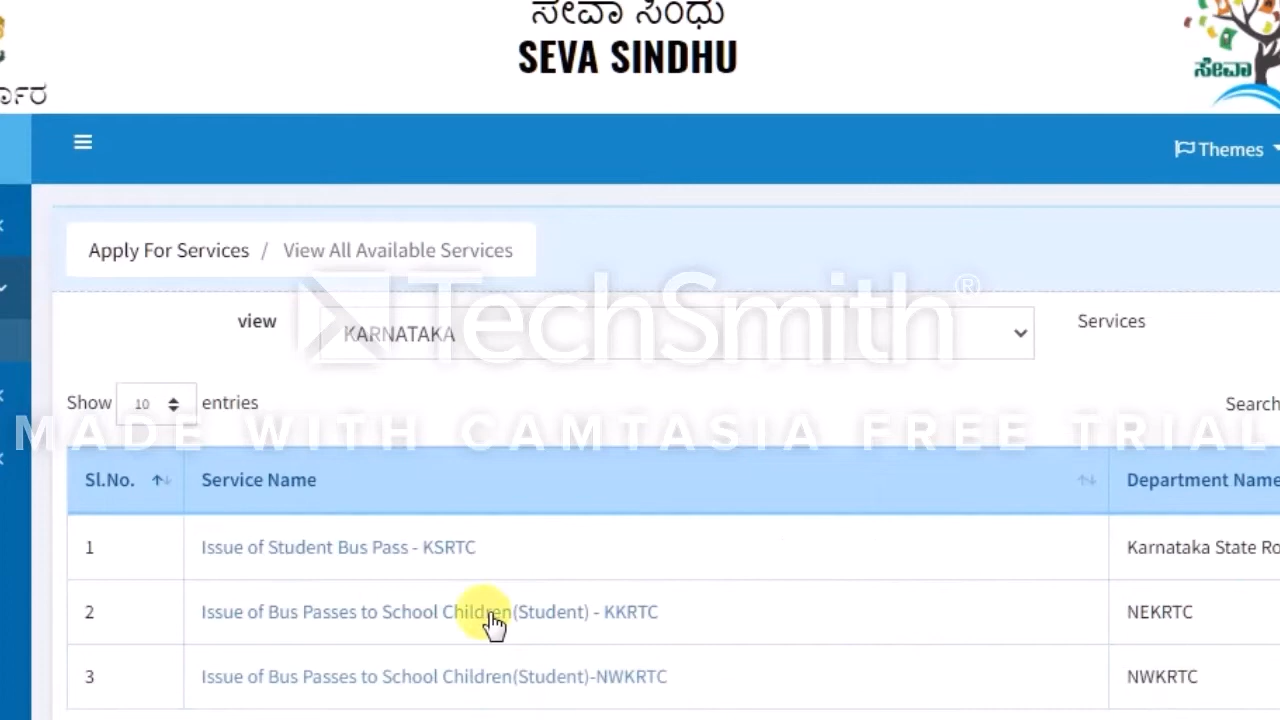 ಸೇವಾ ಸಿಂಧು
SEVA SINDHU
ಸೇವಾ
Themes
Apply For Services / View All Available Services
view
KARNATAKA
Services
TechSmith®
Show 10 entries
Search
MADE WITH CAMTASIA FREE TRIAL
Sl.No. Service Name Department Name
1 Issue of Student Bus Pass - KSRTC Karnataka State Ro
2 Issue of Bus Passes to School Children(Student) - KKRTC NEKRTC
3 Issue of Bus Passes to School Children(Student)-NWKRTC NWKRTC